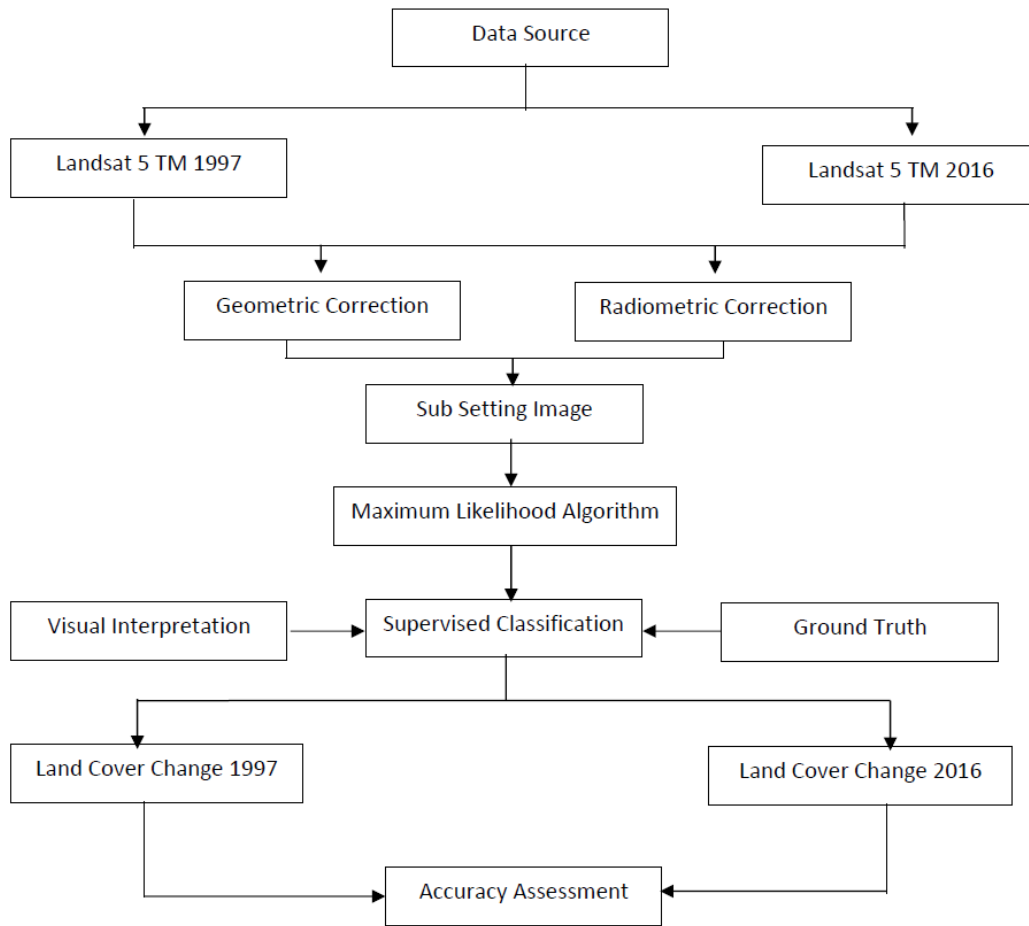 Data Source
Landsat 5 TM 1997
Landsat 5 TM 2016
Geometric Correction
Radiometric Correction
Sub Setting Image
Maximum Likelihood Algorithm
Visual Interpretation
Supervised Classification
Ground Truth
Land Cover Change 1997
Land Cover Change 2016
Accuracy Assessment